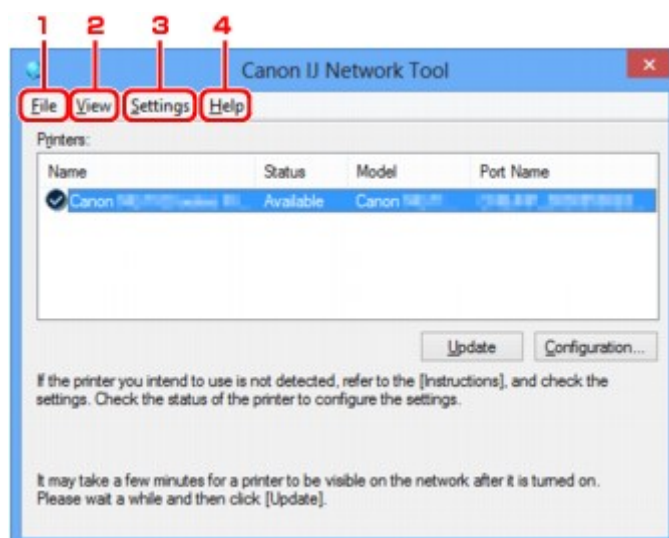 1 2 3 4
Canon IJ Network Tool
File View Settings Help
Printers:
Name Status Model Port Name
Canon Available Canon
Update Configuration...
If the printer you intend to use is not detected, refer to the [Instructions], and check the
settings. Check the status of the printer to configure the settings.
It may take a few minutes for a printer to be visible on the network after it is turned on.
Please wait a while and then click [Update].